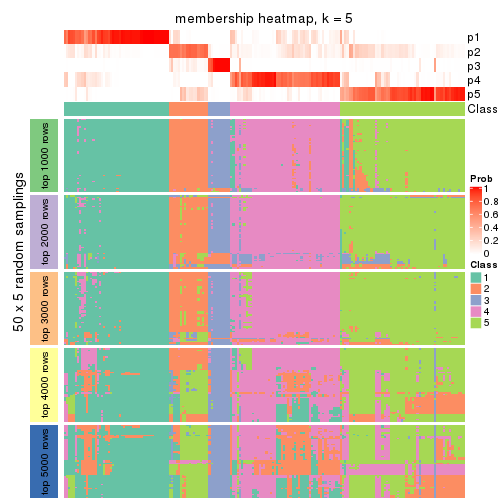 membership heatmap, k = 5
p1
p2
p3
p4
p5
Class
50 x 5 random samplings
top 1000 rows
top 2000 rows
top 3000 rows
top 4000 rows
top 5000 rows
Prob
1
0.8
0.6
0.4
0.2
0
Class
1
2
3
4
5